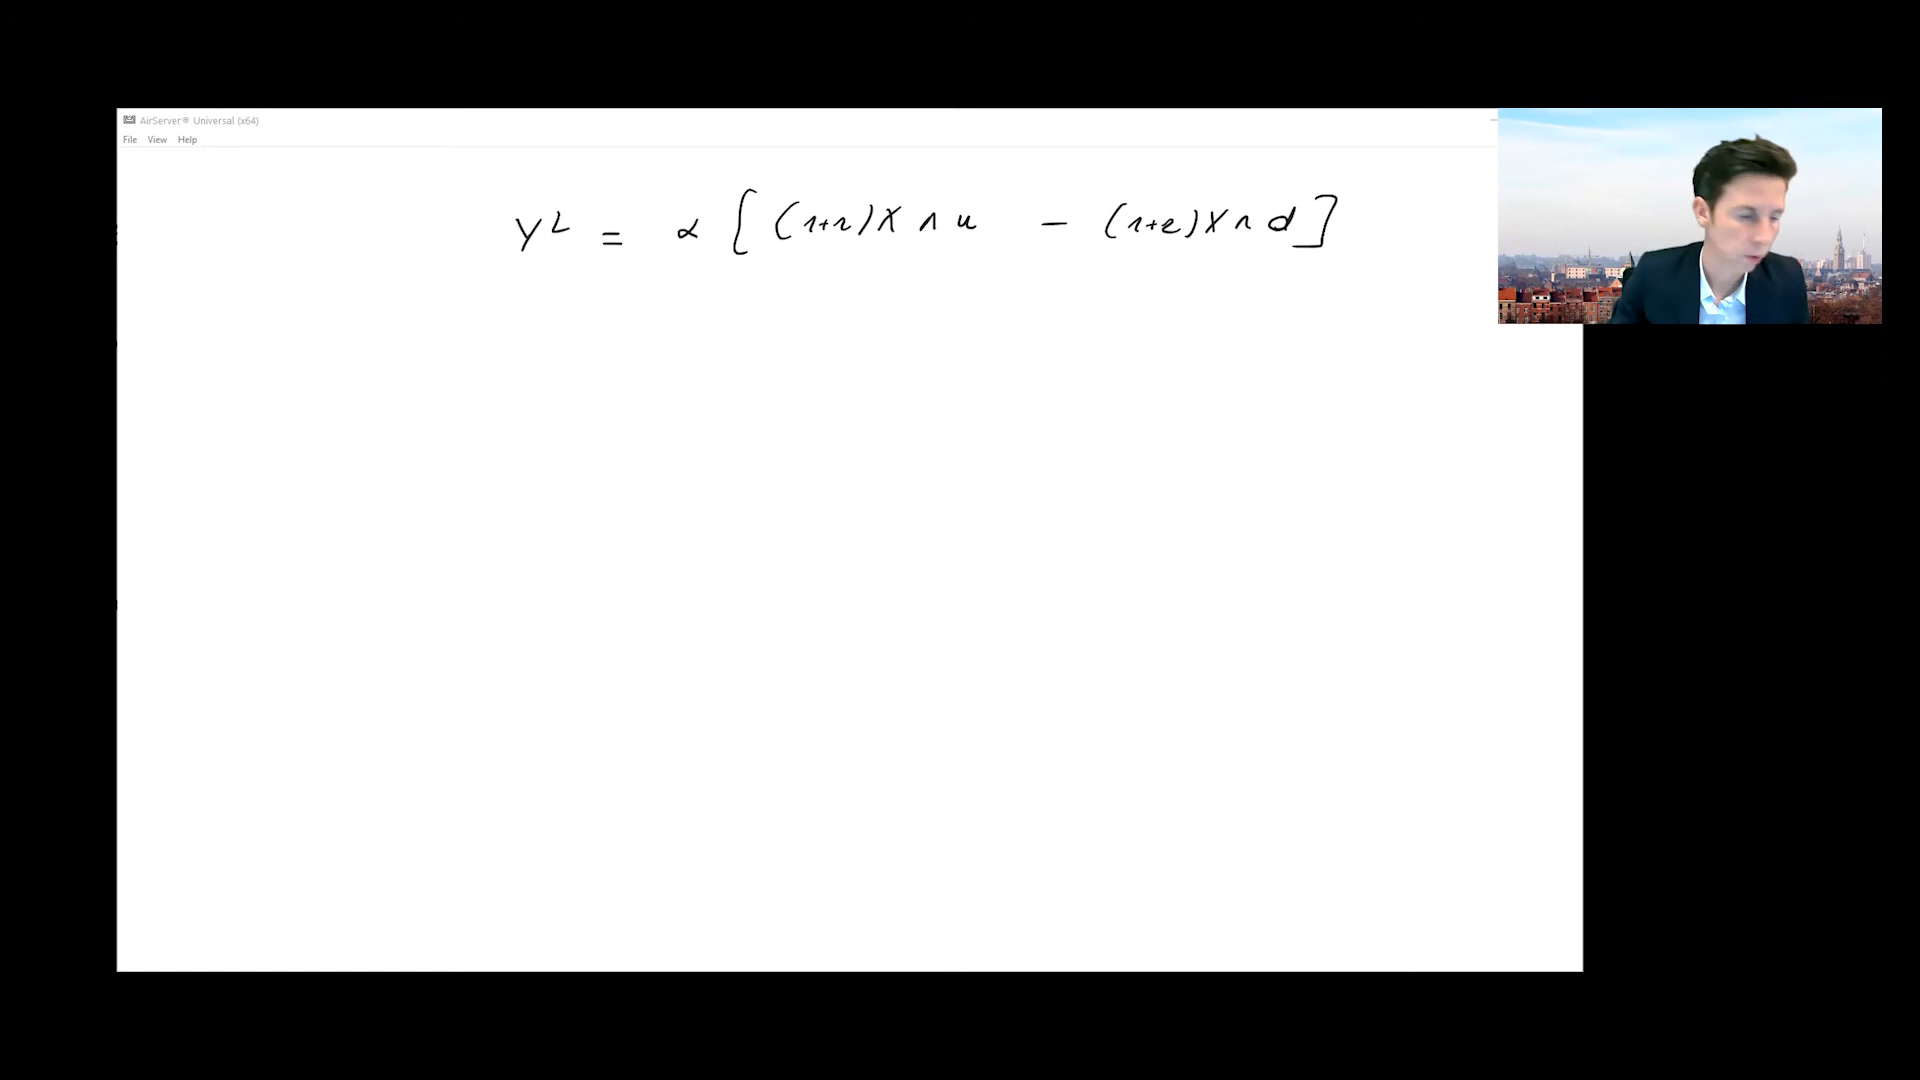 AirServer® Universal (x64)
File View Help
Y^L = α [ (1+r)X ∧ u − (1+r)X ∧ d ]